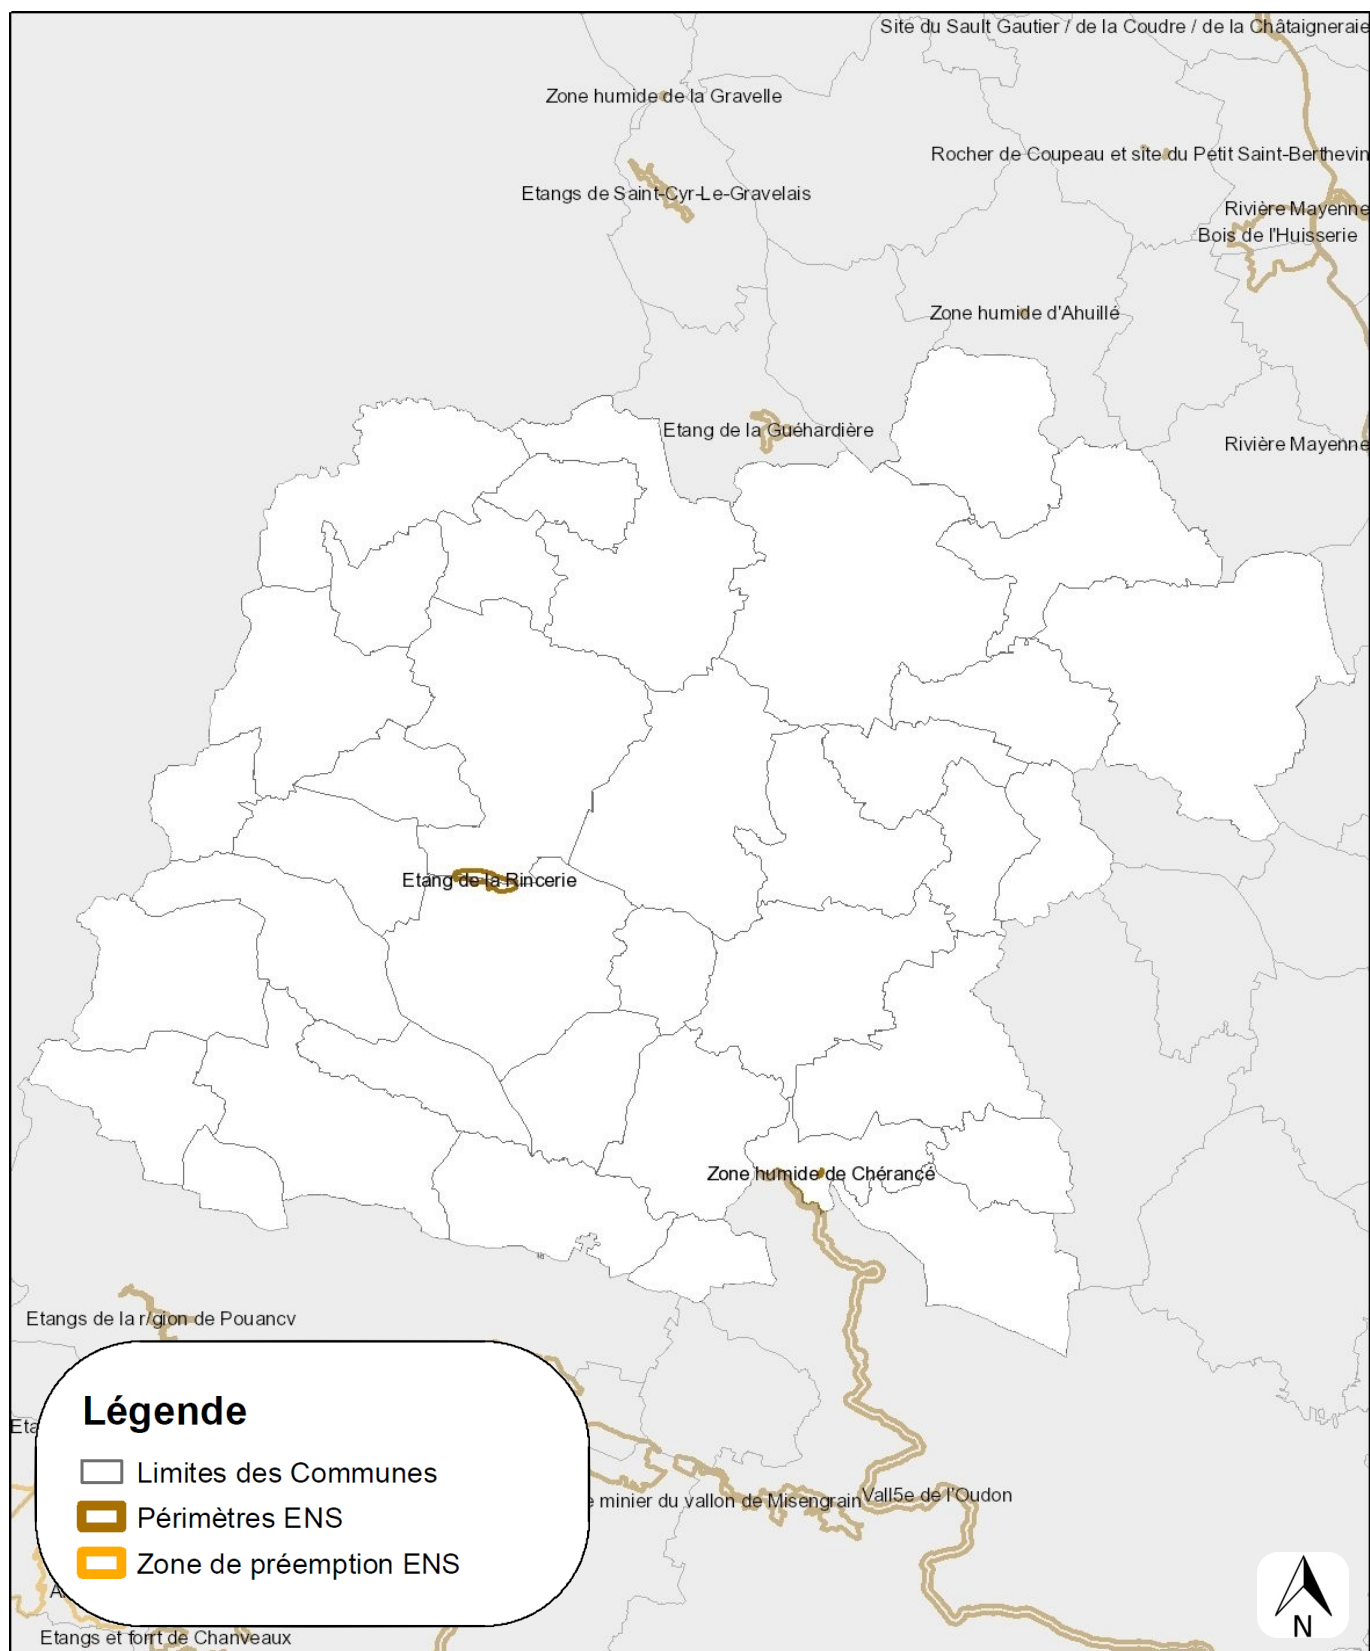 Site du Sault Gautier / de la Coudre / de la Châtaigneraie
Zone humide de la Gravelle
Rocher de Coupeau et site du Petit Saint-Berthevin
Etangs de Saint-Cyr-Le-Gravelais
Rivière Mayenne
Bois de l'Huisserie
Zone humide d'Ahuillé
Etang de la Guéhardière
Rivière Mayenne
Etang de la Rincerie
Zone humide de Chérancé
Etangs de la r/gion de Pouancv
Légende
Eta
Limites des Communes
Vall5e de l'Oudon
e minier du vallon de Misengrain
Périmètres ENS
Zone de préemption ENS
Etangs et forrt de Chanveaux
N